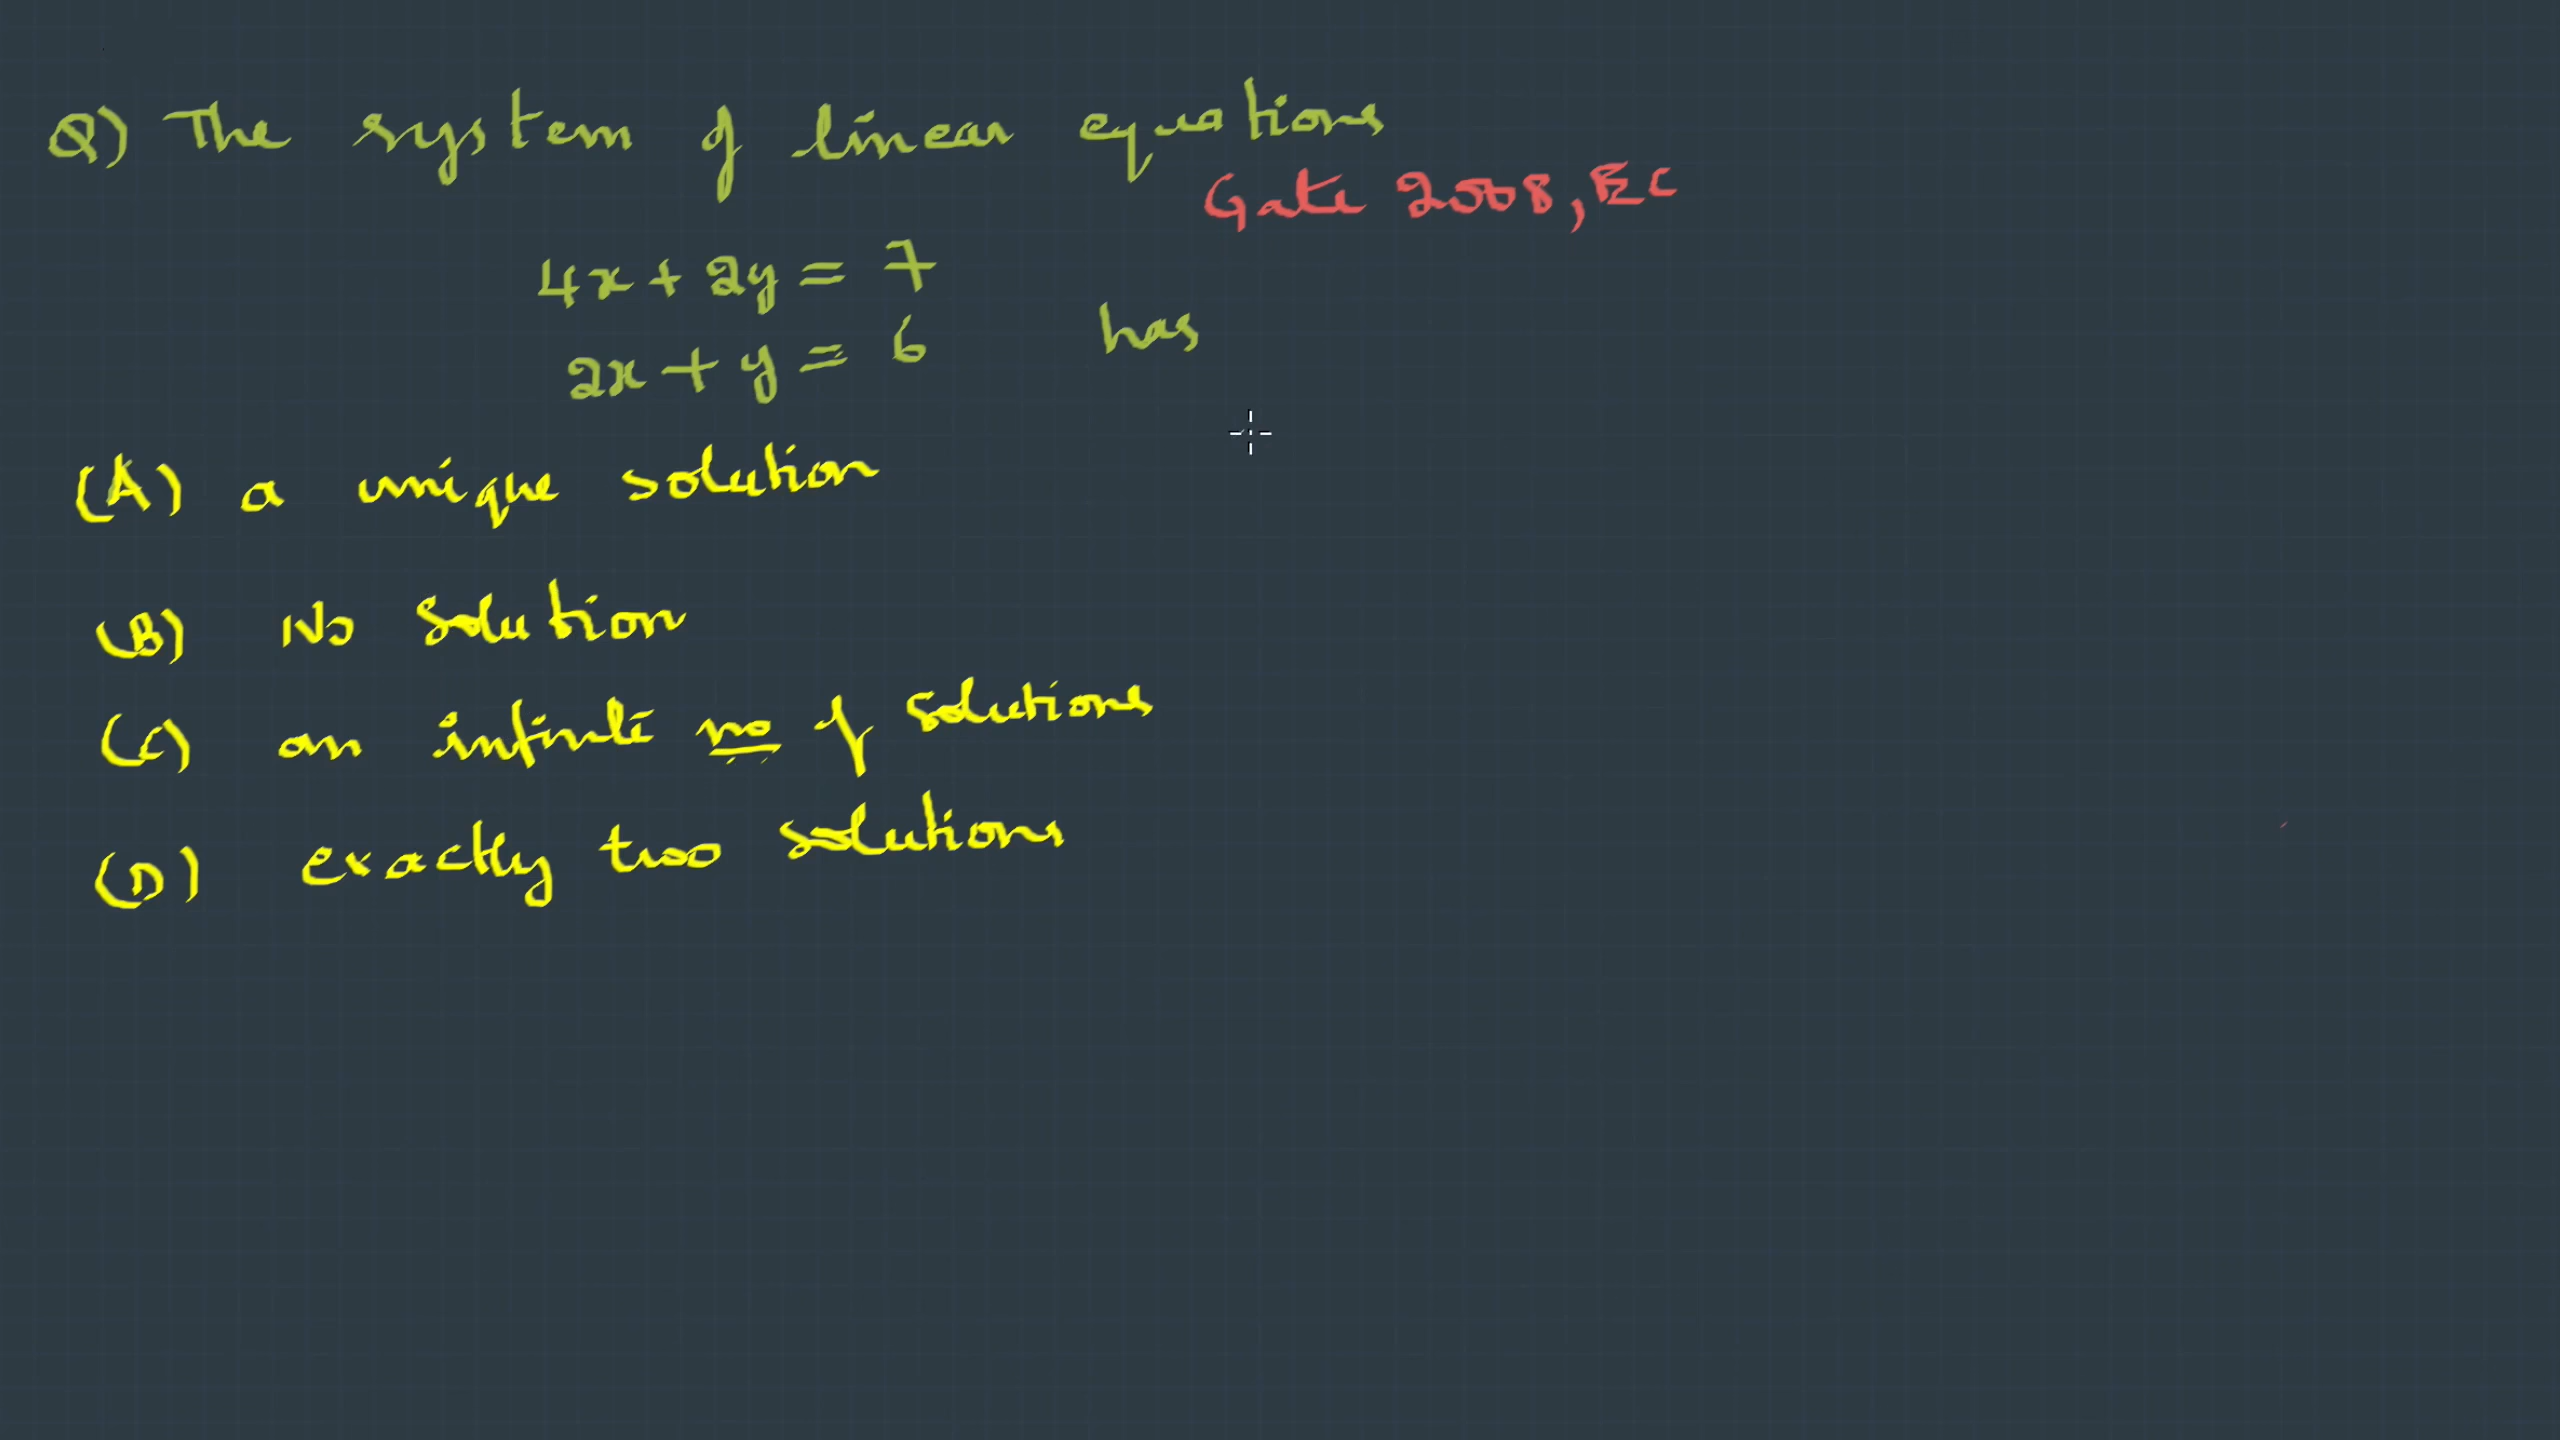 Q) The system of linear equations
Gate 2008, EC
4x + 2y = 7
2x + y = 6 has
(A) a unique solution
(B) No solution
(C) an infinite no of solutions
(D) exactly two solutions